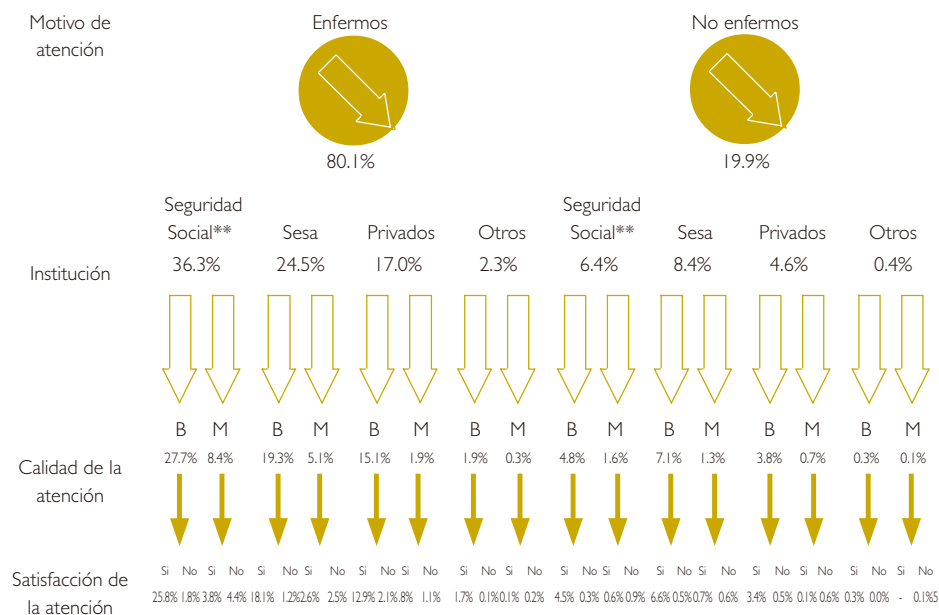 Motivo de
atención
Enfermos
No enfermos
80.1%
19.9%
Institución
Seguridad
Social**
Sesa
Privados
Otros
Seguridad
Social**
Sesa
Privados
Otros
36.3%
24.5%
17.0%
2.3%
6.4%
8.4%
4.6%
0.4%
Calidad de la
atención
B M B M B M B M B M B M B M B M
27.7% 8.4% 19.3% 5.1% 15.1% 1.9% 1.9% 0.3% 4.8% 1.6% 7.1% 1.3% 3.8% 0.7% 0.3% 0.1%
Satisfacción de
la atención
Si No Si No Si No Si No Si No Si No Si No Si No Si No Si No Si No Si No Si No Si No Si No Si No
25.8% 1.8% 3.8% 4.4% 18.1% 1.2% 2.6% 2.5% 12.9% 2.1% .8% 1.1% 1.7% 0.1% 0.1% 0.2% 4.5% 0.3% 0.6% 0.9% 6.6% 0.5% 0.7% 0.6% 3.4% 0.5% 0.1% 0.6% 0.3% 0.0% - 0.1%5